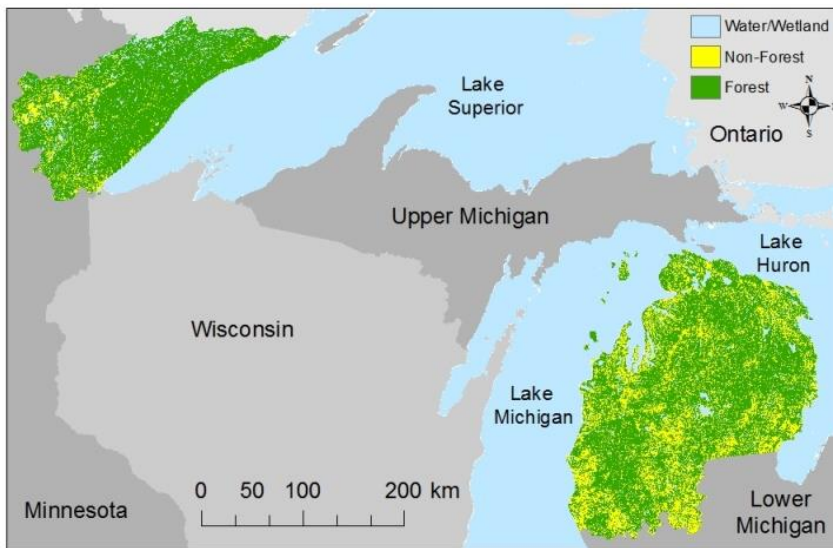 Water/Wetland
Non-Forest
Forest
N
W
S
Ontario
Lake
Superior
Upper Michigan
Lake
Huron
Wisconsin
Lake
Michigan
0 50 100 200 km
Minnesota
Lower
Michigan